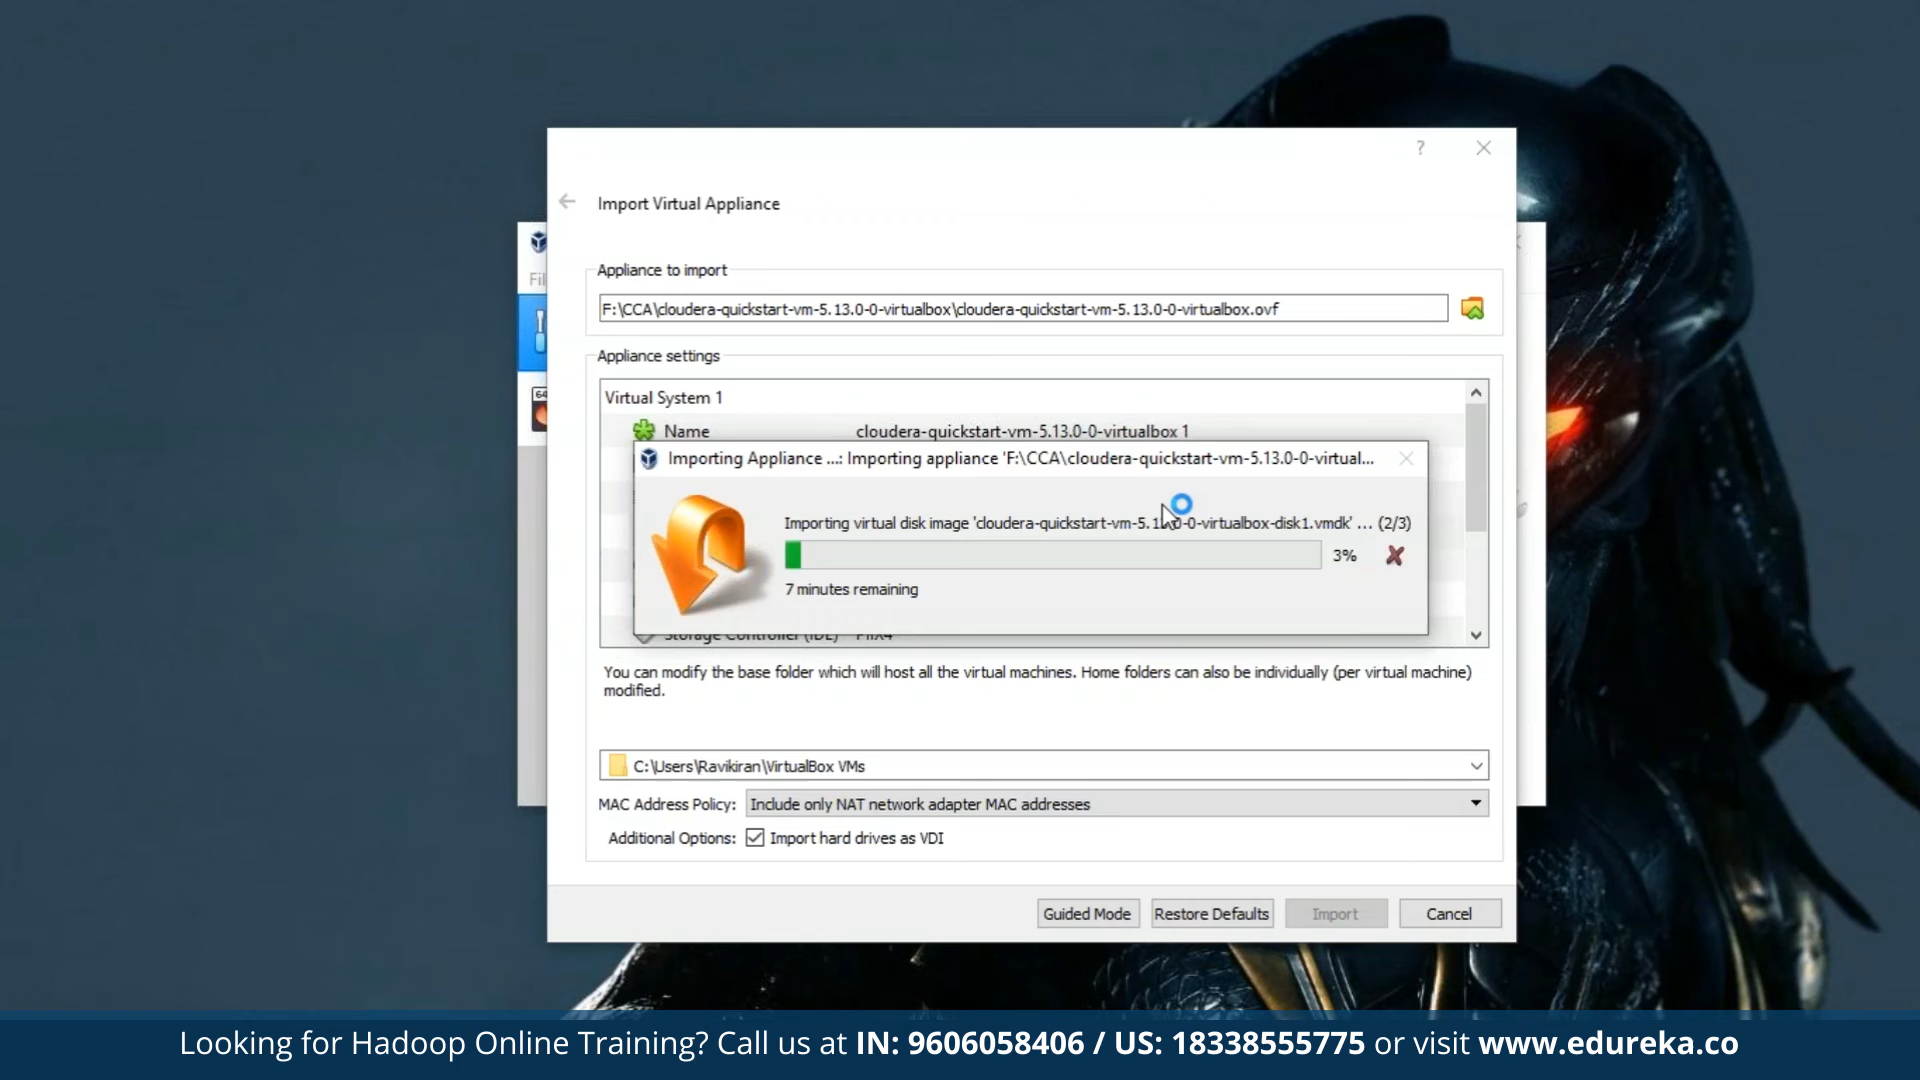 ?
Import Virtual Appliance
Fil
Appliance to import
F:\CCA\cloudera-quickstart-vm-5.13.0-0-virtualbox\cloudera-quickstart-vm-5.13.0-0-virtualbox.ovf
Appliance settings
Virtual System 1
64
Name cloudera-quickstart-vm-5.13.0-0-virtualbox 1
Importing Appliance ...: Importing appliance 'F:\CCA\cloudera-quickstart-vm-5.13.0-0-virtual...
Importing virtual disk image 'cloudera-quickstart-vm-5.13.0-0-virtualbox-disk1.vmdk' ... (2/3)
3%
7 minutes remaining
Storage Controller (IDE) PIIX4
You can modify the base folder which will host all the virtual machines. Home folders can also be individually (per virtual machine)
modified.
C:\Users\Ravikiran\VirtualBox VMs
MAC Address Policy: Include only NAT network adapter MAC addresses
Additional Options: Import hard drives as VDI
Guided Mode Restore Defaults Import Cancel
Looking for Hadoop Online Training? Call us at IN: 9606058406 / US: 18338555775 or visit www.edureka.co